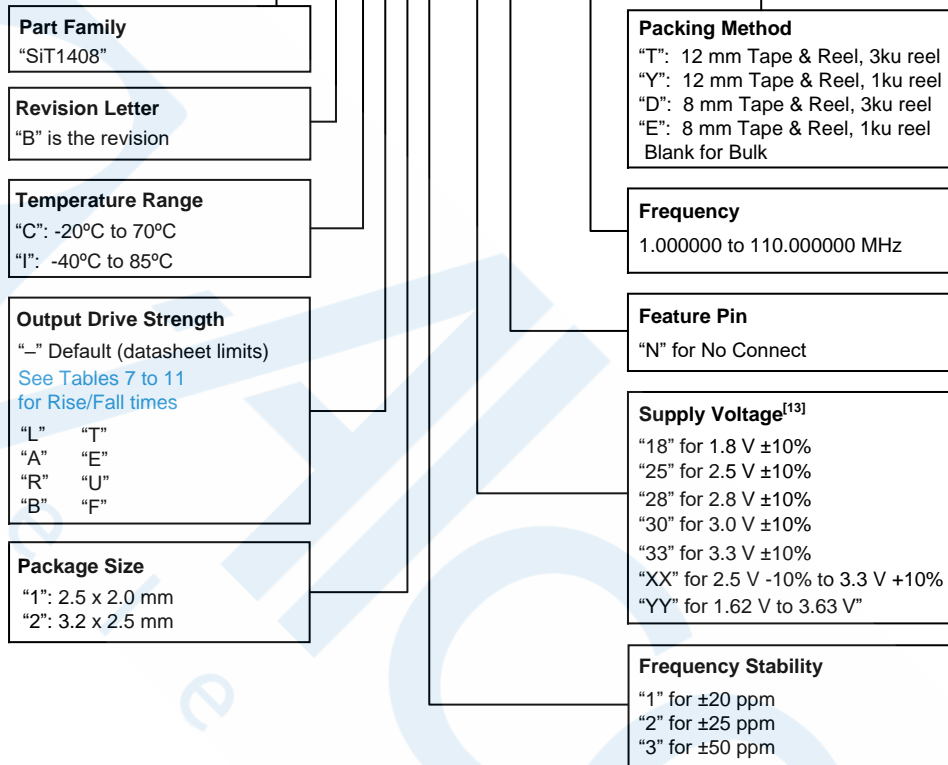 Part Family
“SiT1408”
Revision Letter
“B” is the revision
Temperature Range
“C”: -20ºC to 70ºC
“I”: -40ºC to 85ºC
Output Drive Strength
“–” Default (datasheet limits)
See Tables 7 to 11
for Rise/Fall times
“L” “T”
“A” “E”
“R” “U”
“B” “F”
Package Size
“1”: 2.5 x 2.0 mm
“2”: 3.2 x 2.5 mm
Packing Method
“T”: 12 mm Tape & Reel, 3ku reel
“Y”: 12 mm Tape & Reel, 1ku reel
“D”: 8 mm Tape & Reel, 3ku reel
“E”: 8 mm Tape & Reel, 1ku reel
Blank for Bulk
Frequency
1.000000 to 110.000000 MHz
Feature Pin
“N” for No Connect
Supply Voltage[13]
“18” for 1.8 V ±10%
“25” for 2.5 V ±10%
“28” for 2.8 V ±10%
“30” for 3.0 V ±10%
“33” for 3.3 V ±10%
“XX” for 2.5 V -10% to 3.3 V +10%
“YY” for 1.62 V to 3.63 V”
Frequency Stability
“1” for ±20 ppm
“2” for ±25 ppm
“3” for ±50 ppm